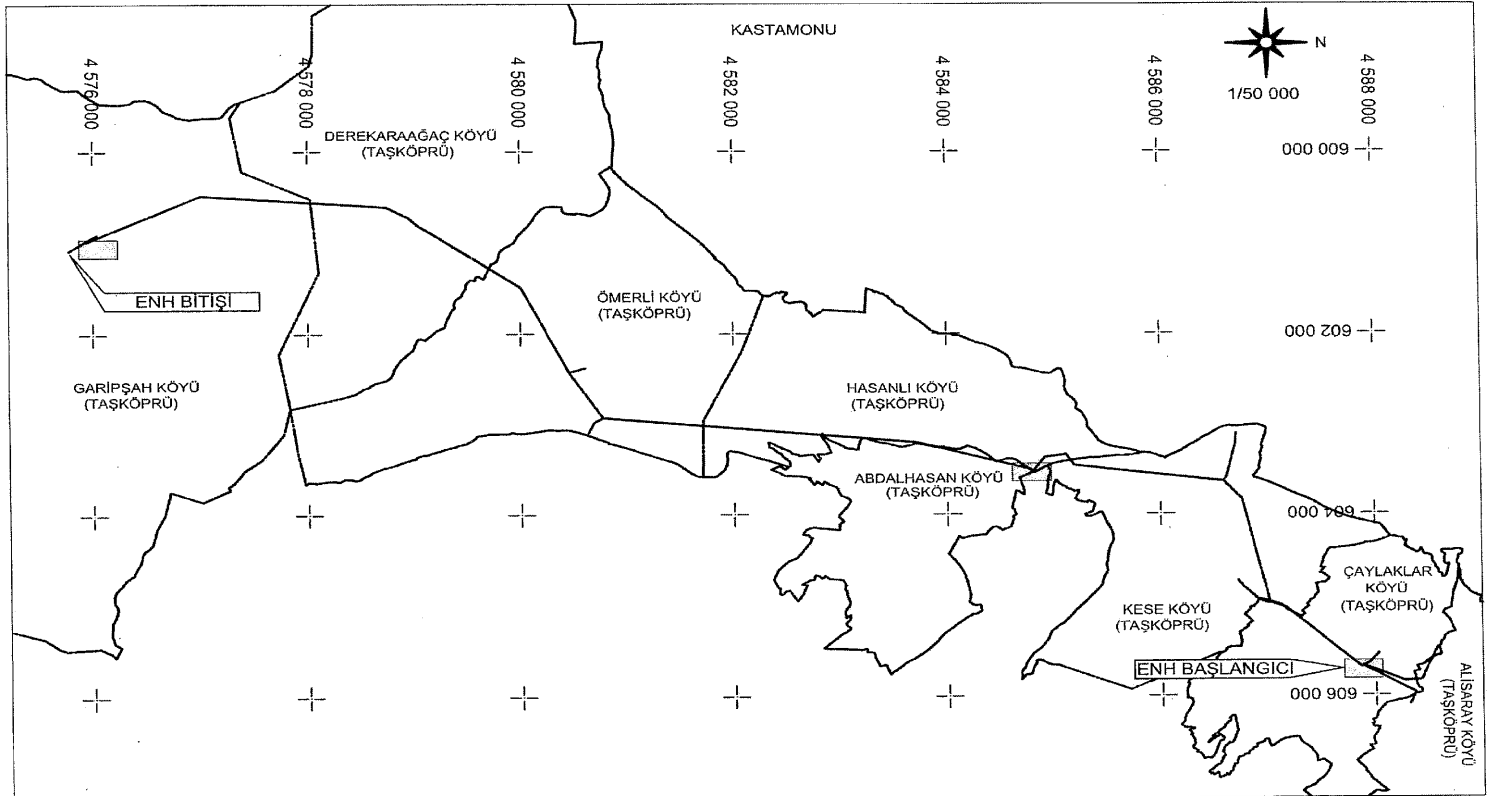 KASTAMONU
N
1/50 000
4 576 000
4 578 000
4 580 000
4 582 000
4 584 000
4 586 000
4 588 000
600 000
602 000
604 000
606 000
DEREKARAAĞAÇ KÖYÜ
(TAŞKÖPRÜ)
ENH BİTİŞİ
ÖMERLİ KÖYÜ
(TAŞKÖPRÜ)
GARİPŞAH KÖYÜ
(TAŞKÖPRÜ)
HASANLI KÖYÜ
(TAŞKÖPRÜ)
ABDALHASAN KÖYÜ
(TAŞKÖPRÜ)
ÇAYLAKLAR
KÖYÜ
(TAŞKÖPRÜ)
KESE KÖYÜ
(TAŞKÖPRÜ)
ENH BAŞLANGICI
ALİSARAY KÖYÜ
(TAŞKÖPRÜ)